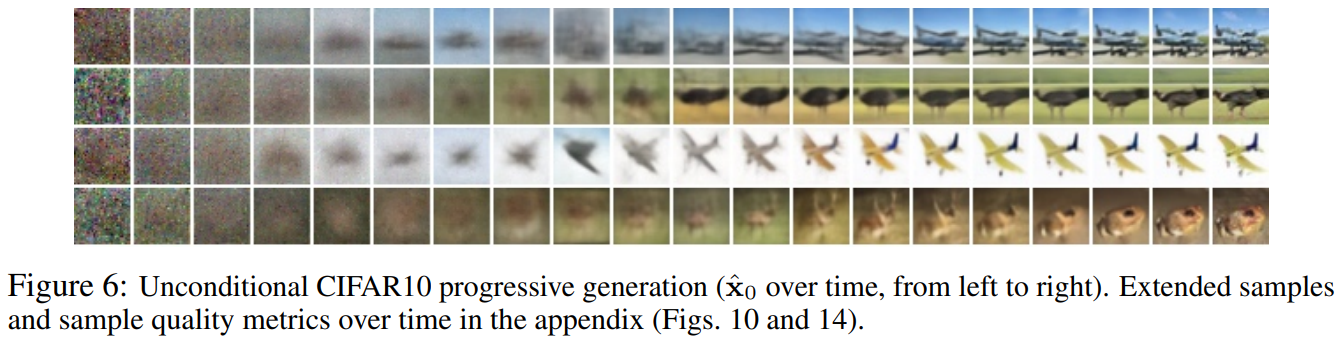 Figure 6: Unconditional CIFAR10 progressive generation (x̂₀ over time, from left to right). Extended samples
and sample quality metrics over time in the appendix (Figs. 10 and 14).